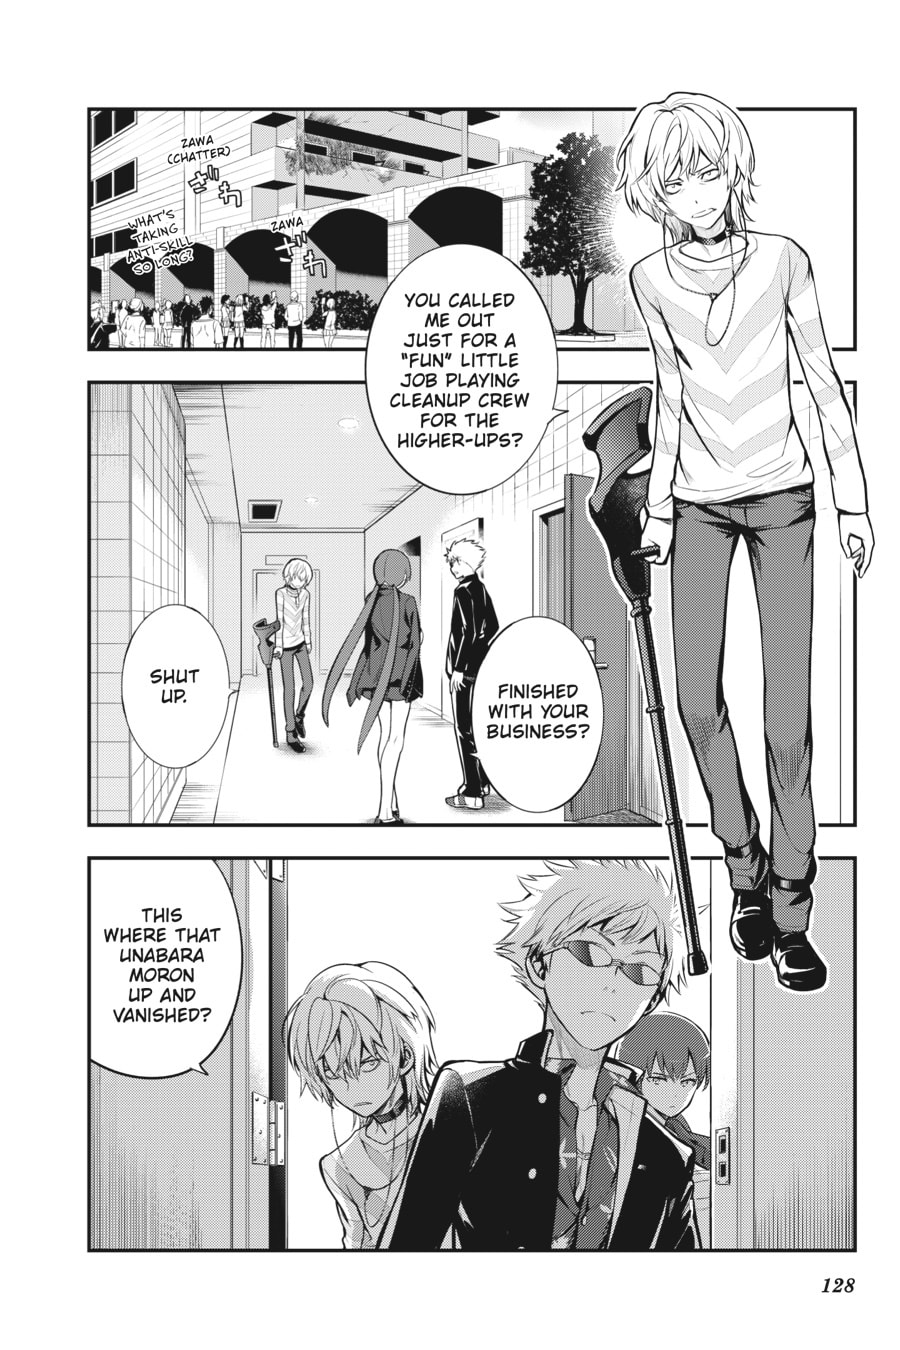 ZAWA
(CHATTER)
ざわ
WHAT'S
TAKING
ANTI-SKILL
SO LONG?
ZAWA
ざわ
YOU CALLED
ME OUT
JUST FOR A
"FUN" LITTLE
JOB PLAYING
CLEANUP CREW
FOR THE
HIGHER-UPS?
FINISHED
WITH YOUR
BUSINESS?
SHUT
UP.
THIS
WHERE THAT
UNABARA
MORON
UP AND
VANISHED?
128